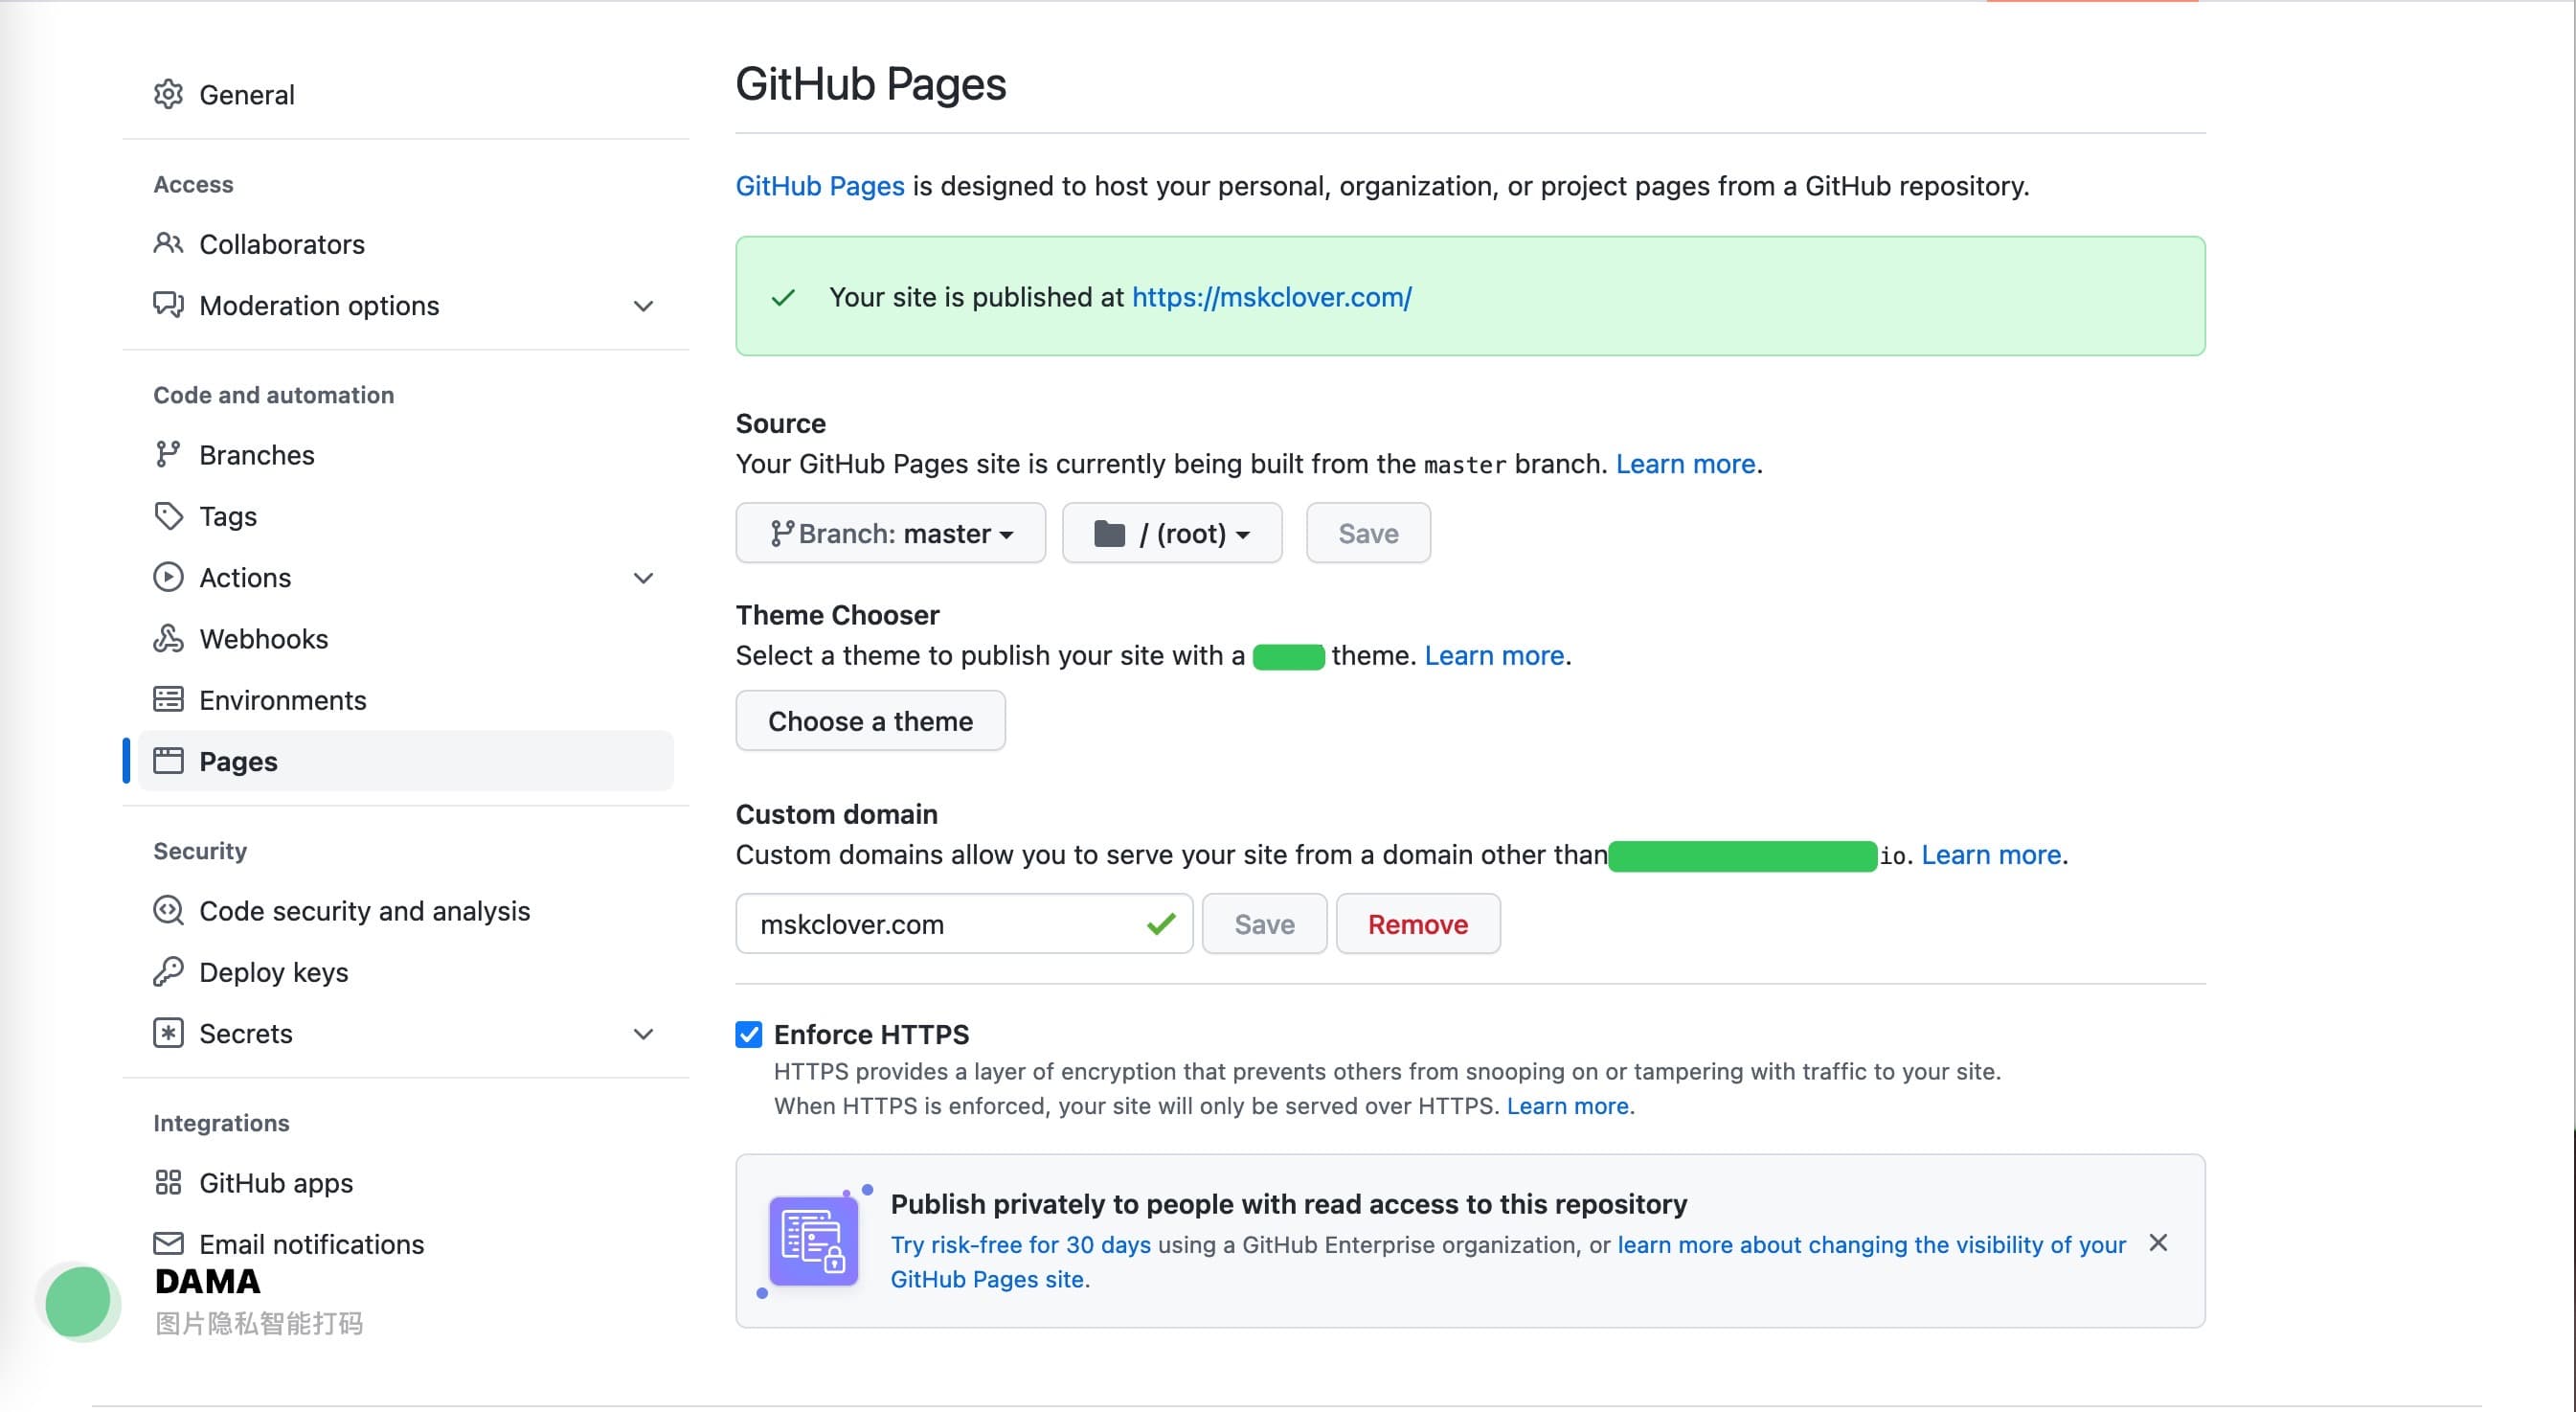 General
Access
Collaborators
Moderation options
Code and automation
Branches
Tags
Actions
Webhooks
Environments
Pages
Security
Code security and analysis
Deploy keys
Secrets
Integrations
GitHub apps
Email notifications
DAMA
图片隐私智能打码
GitHub Pages
GitHub Pages is designed to host your personal, organization, or project pages from a GitHub repository.
Your site is published at https://mskclover.com/
Source
Your GitHub Pages site is currently being built from the master branch. Learn more.
Branch: master / (root) Save
Theme Chooser
Select a theme to publish your site with a theme. Learn more.
Choose a theme
Custom domain
Custom domains allow you to serve your site from a domain other than io. Learn more.
mskclover.com Save Remove
Enforce HTTPS
HTTPS provides a layer of encryption that prevents others from snooping on or tampering with traffic to your site.
When HTTPS is enforced, your site will only be served over HTTPS. Learn more.
Publish privately to people with read access to this repository
Try risk-free for 30 days using a GitHub Enterprise organization, or learn more about changing the visibility of your
GitHub Pages site.